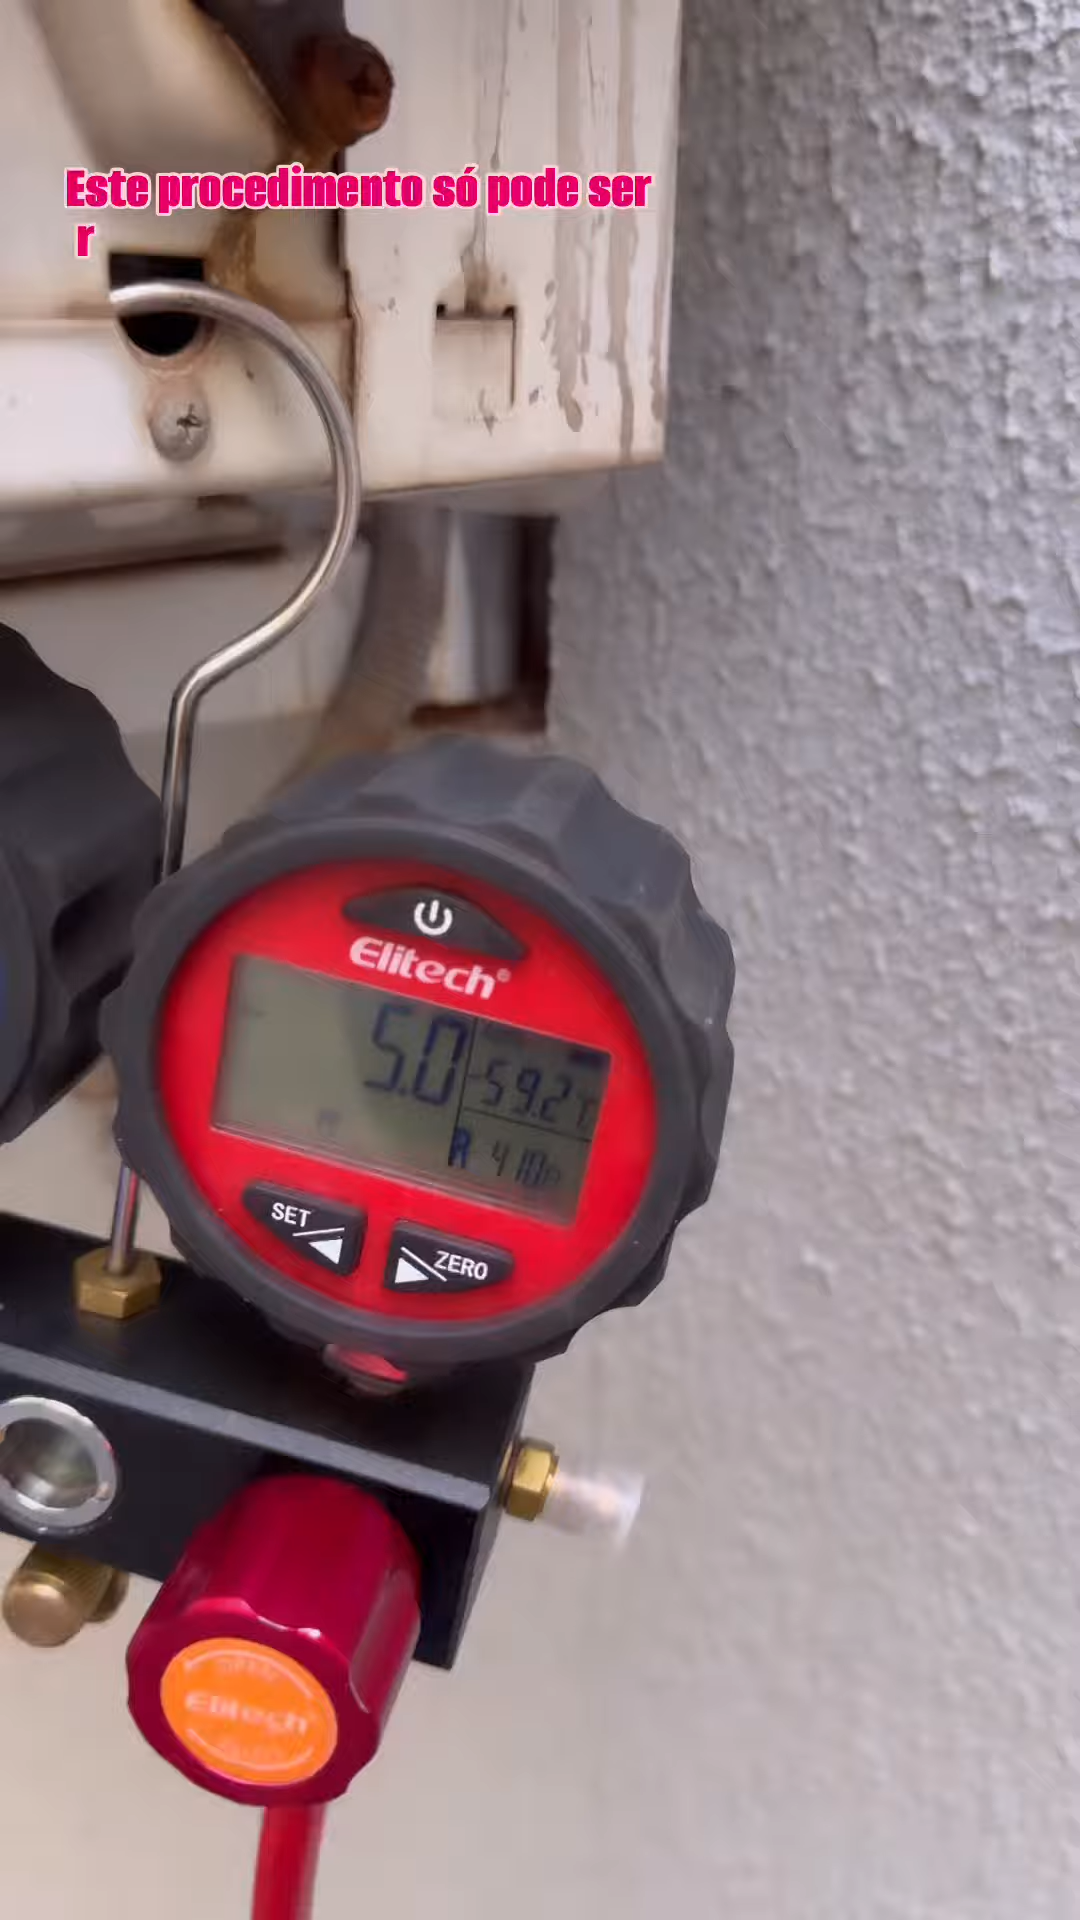 Este procedimento só pode ser
r
Elitech®
5.0
-59.2
R 410
SET
ZERO
Elitech